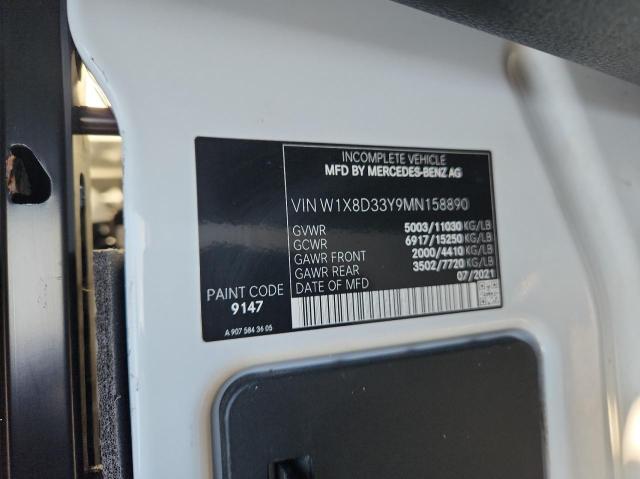 INCOMPLETE VEHICLE
MFD BY MERCEDES-BENZ AG
VIN W1X8D33Y9MN158890
GVWR 5003/11030 KG/LB
GCWR 6917/15250 KG/LB
GAWR FRONT 2000/4410 KG/LB
GAWR REAR 3502/7720 KG/LB
DATE OF MFD 07/2021
PAINT CODE
9147
A 907 584 36 05